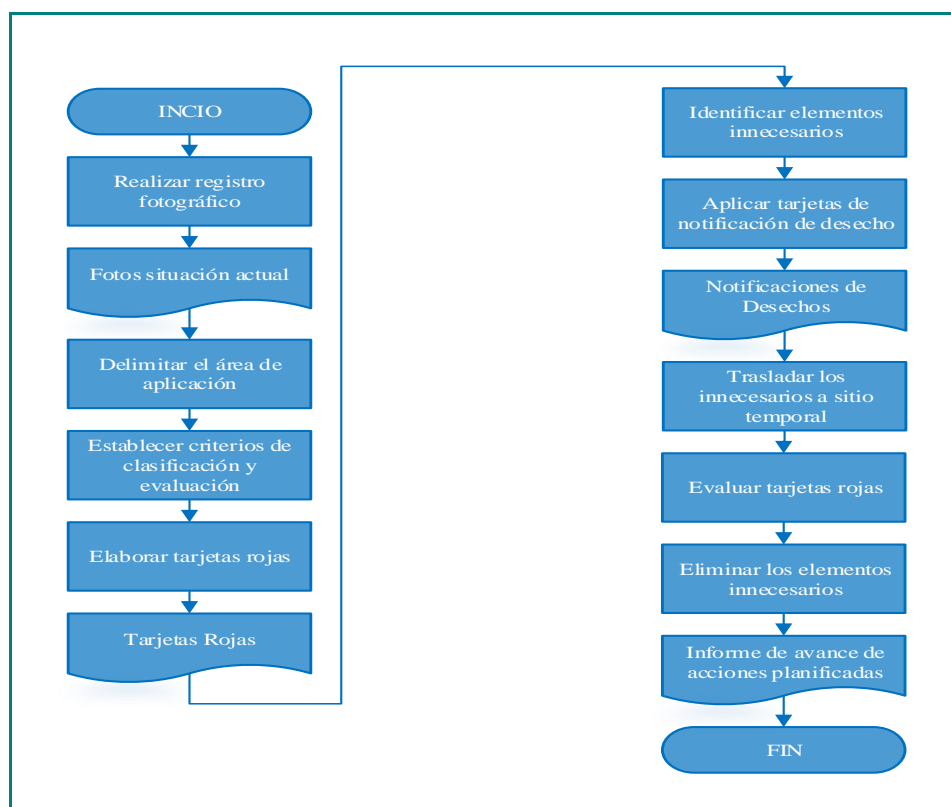 INCIO
Realizar registro
fotográfico
Fotos situación actual
Delimitar el área de
aplicación
Establecer criterios de
clasificación y
evaluación
Elaborar tarjetas rojas
Tarjetas Rojas
Identificar elementos
innecesarios
Aplicar tarjetas de
notificación de desecho
Notificaciones de
Desechos
Trasladar los
innecesarios a sitio
temporal
Evaluar tarjetas rojas
Eliminar los elementos
innecesarios
Informe de avance de
acciones planificadas
FIN